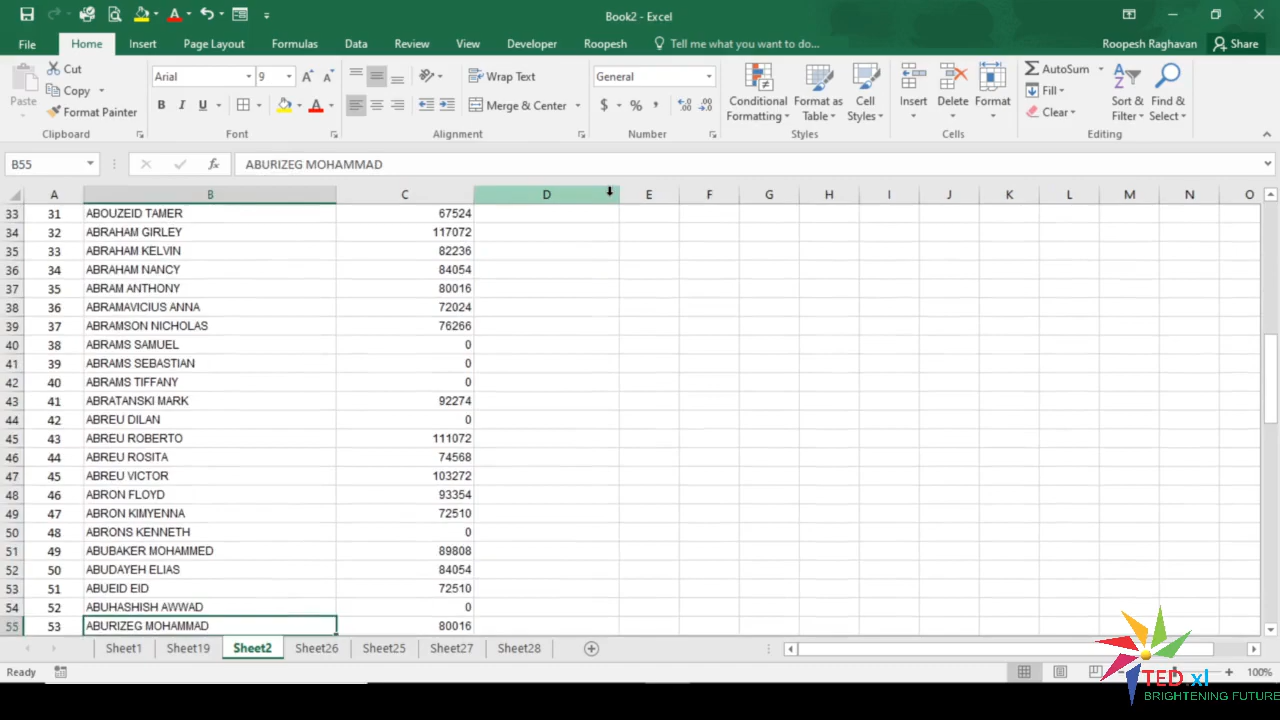 Book2 - Excel
File Home Insert Page Layout Formulas Data Review View Developer Roopesh Tell me what you want to do... Roopesh Raghavan Share
Paste Cut Copy Format Painter Clipboard
Arial 9 B I U Font
Wrap Text Merge & Center Alignment
General $ % , Number
Conditional Formatting Format as Table Cell Styles Styles
Insert Delete Format Cells
AutoSum Fill Clear Sort & Filter Find & Select Editing
B55 fx ABURIZEG MOHAMMAD
A B C D E F G H I J K L M N O
33 31 ABOUZEID TAMER 67524
34 32 ABRAHAM GIRLEY 117072
35 33 ABRAHAM KELVIN 82236
36 34 ABRAHAM NANCY 84054
37 35 ABRAM ANTHONY 80016
38 36 ABRAMAVICIUS ANNA 72024
39 37 ABRAMSON NICHOLAS 76266
40 38 ABRAMS SAMUEL 0
41 39 ABRAMS SEBASTIAN 0
42 40 ABRAMS TIFFANY 0
43 41 ABRATANSKI MARK 92274
44 42 ABREU DILAN 0
45 43 ABREU ROBERTO 111072
46 44 ABREU ROSITA 74568
47 45 ABREU VICTOR 103272
48 46 ABRON FLOYD 93354
49 47 ABRON KIMYENNA 72510
50 48 ABRONS KENNETH 0
51 49 ABUBAKER MOHAMMED 89808
52 50 ABUDAYEH ELIAS 84054
53 51 ABUEID EID 72510
54 52 ABUHASHISH AWWAD 0
55 53 ABURIZEG MOHAMMAD 80016
Sheet1 Sheet19 Sheet2 Sheet26 Sheet25 Sheet27 Sheet28
Ready 100%
TED.xl
BRIGHTENING FUTURE